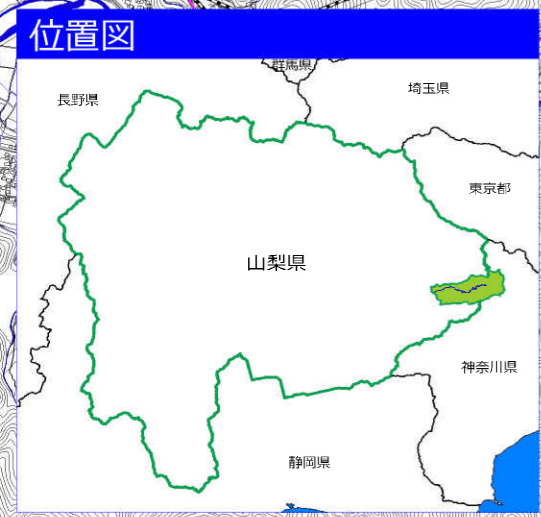 位置図
群馬県
埼玉県
長野県
東京都
山梨県
神奈川県
静岡県